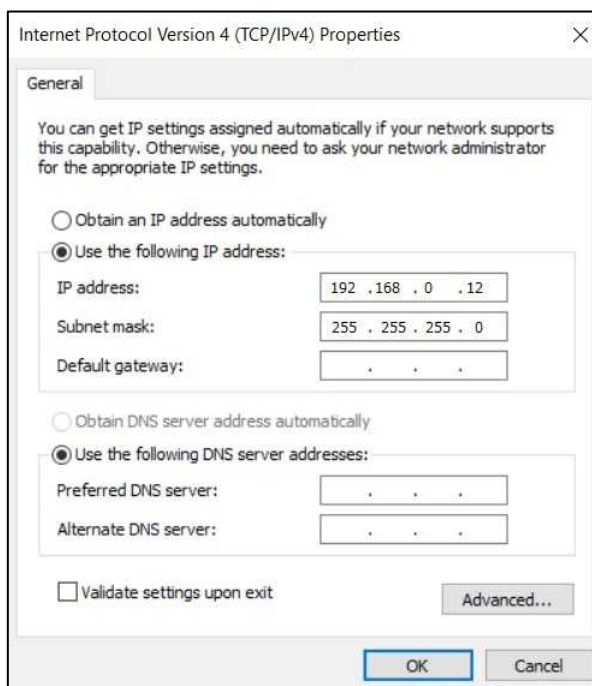 Internet Protocol Version 4 (TCP/IPv4) Properties
General
You can get IP settings assigned automatically if your network supports
this capability. Otherwise, you need to ask your network administrator
for the appropriate IP settings.
Obtain an IP address automatically
Use the following IP address:
IP address: 192 .168 . 0 .12
Subnet mask: 255 . 255 . 255 . 0
Default gateway: . . .
Obtain DNS server address automatically
Use the following DNS server addresses:
Preferred DNS server: . . .
Alternate DNS server: . . .
Validate settings upon exit
Advanced...
OK Cancel